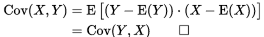 Cov(X, Y) = E [(Y − E(Y)) · (X − E(X))]
= Cov(Y, X) □